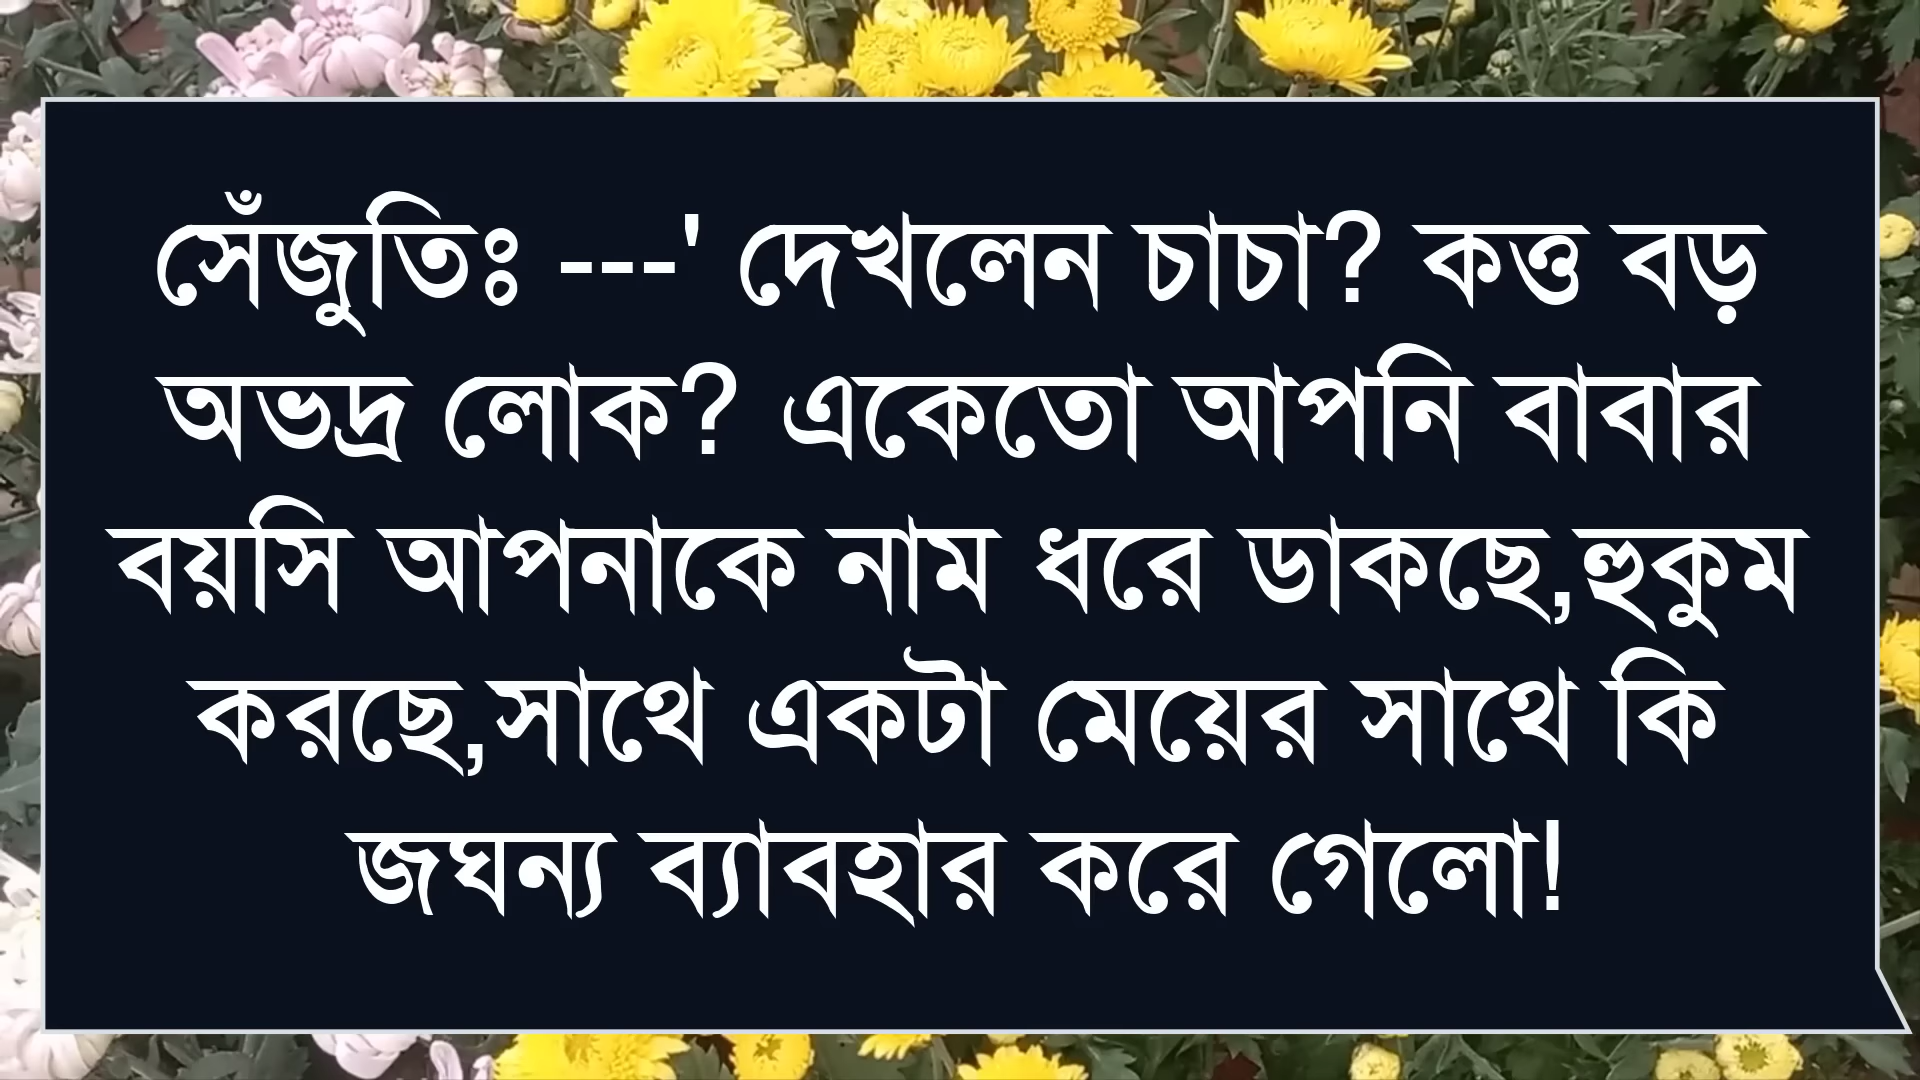 সেঁজুতিঃ ---' দেখলেন চাচা? কত্ত বড়
অভদ্র লোক? একেতো আপনি বাবার
বয়সি আপনাকে নাম ধরে ডাকছে,হুকুম
করছে,সাথে একটা মেয়ের সাথে কি
জঘন্য ব্যাবহার করে গেলো!